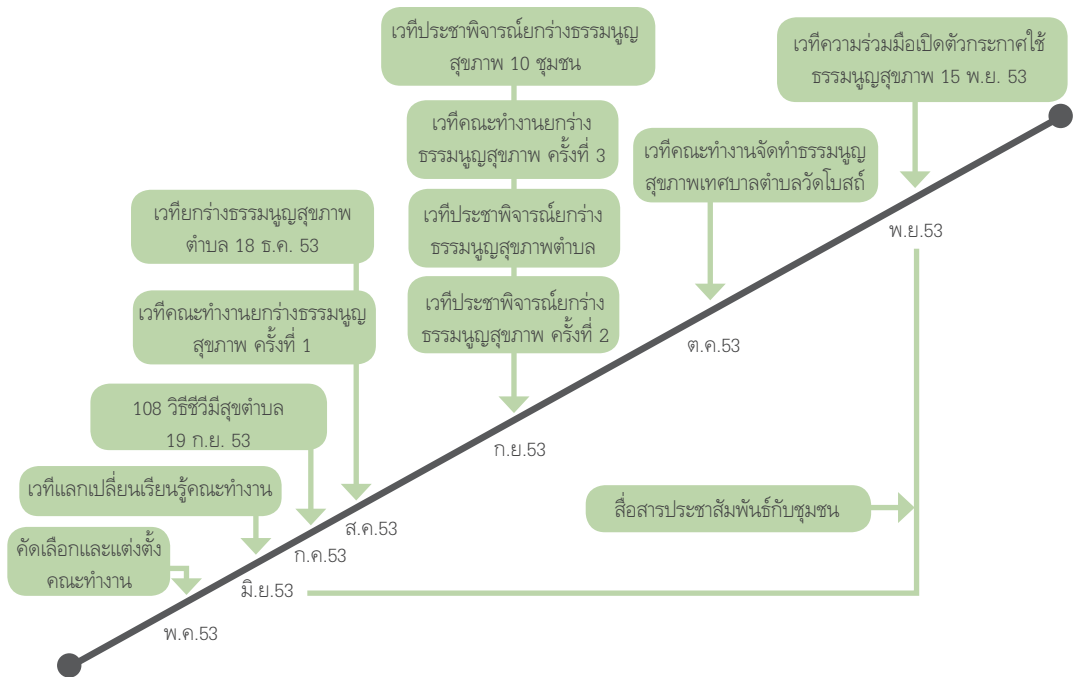 เวทีประชาพิจารณ์ยกร่างธรรมนูญ
สุขภาพ 10 ชุมชน
เวทีความร่วมมือเปิดตัวกระกาศใช้
ธรรมนูญสุขภาพ 15 พ.ย. 53
เวทีคณะทำงานยกร่าง
ธรรมนูญสุขภาพ ครั้งที่ 3
เวทีคณะทำงานจัดทำธรรมนูญ
สุขภาพเทศบาลตำบลวัดโบสถ์
เวทียกร่างธรรมนูญสุขภาพ
ตำบล 18 ธ.ค. 53
เวทีประชาพิจารณ์ยกร่าง
ธรรมนูญสุขภาพตำบล
พ.ย.53
เวทีคณะทำงานยกร่างธรรมนูญ
สุขภาพ ครั้งที่ 1
เวทีประชาพิจารณ์ยกร่าง
ธรรมนูญสุขภาพ ครั้งที่ 2
ต.ค.53
108 วิธีชีวีมีสุขตำบล
19 ก.ย. 53
ก.ย.53
เวทีแลกเปลี่ยนเรียนรู้คณะทำงาน
สื่อสารประชาสัมพันธ์กับชุมชน
ส.ค.53
คัดเลือกและแต่งตั้ง
คณะทำงาน
ก.ค.53
มิ.ย.53
พ.ค.53